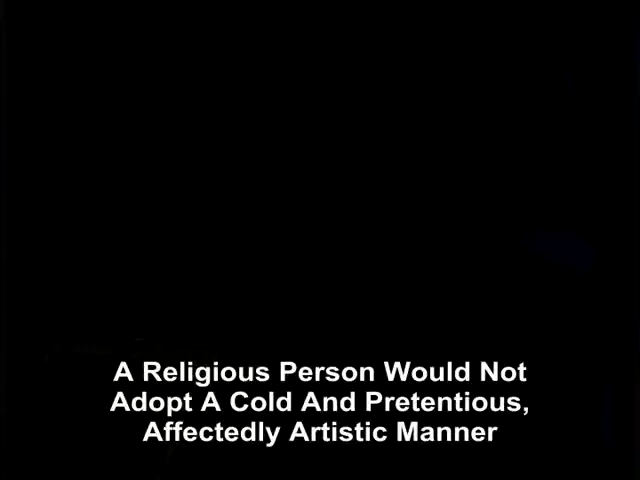 A Religious Person Would Not
Adopt A Cold And Pretentious,
Affectedly Artistic Manner